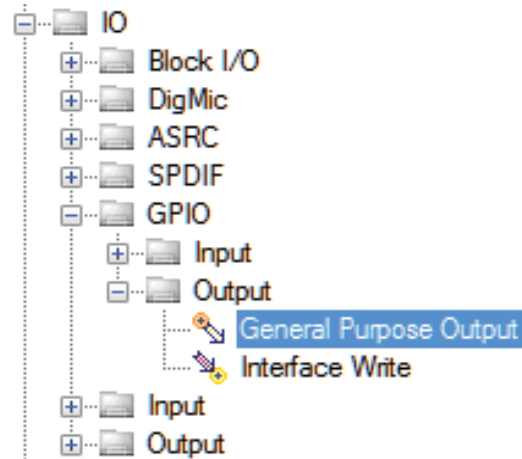 IO
Block I/O
DigMic
ASRC
SPDIF
GPIO
Input
Output
General Purpose Output
Interface Write
Input
Output